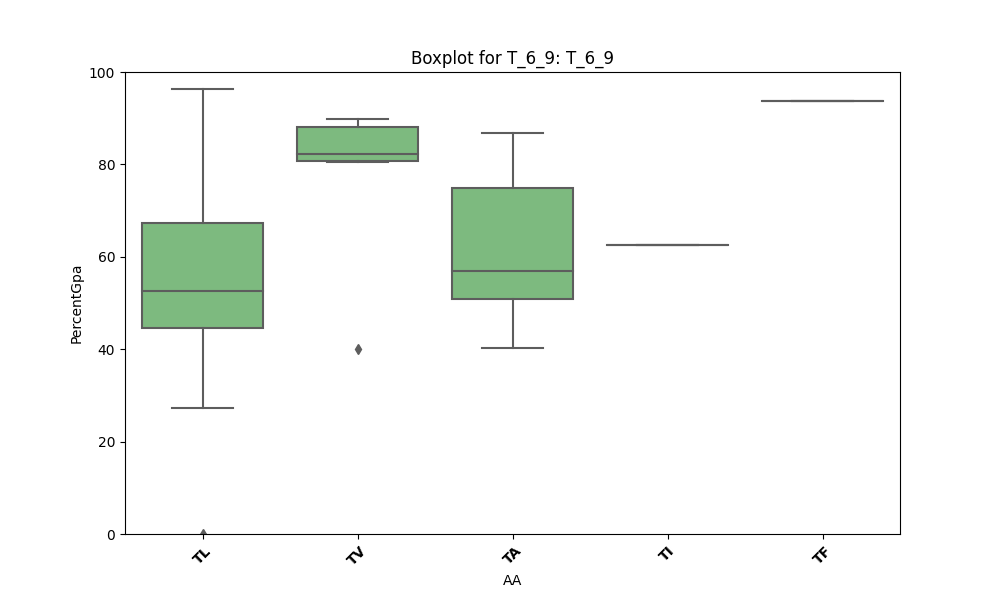 Boxplot for T_6_9: T_6_9
100
80
60
40
20
0
PercentGpa
TL
TV
TA
TI
TF
AA